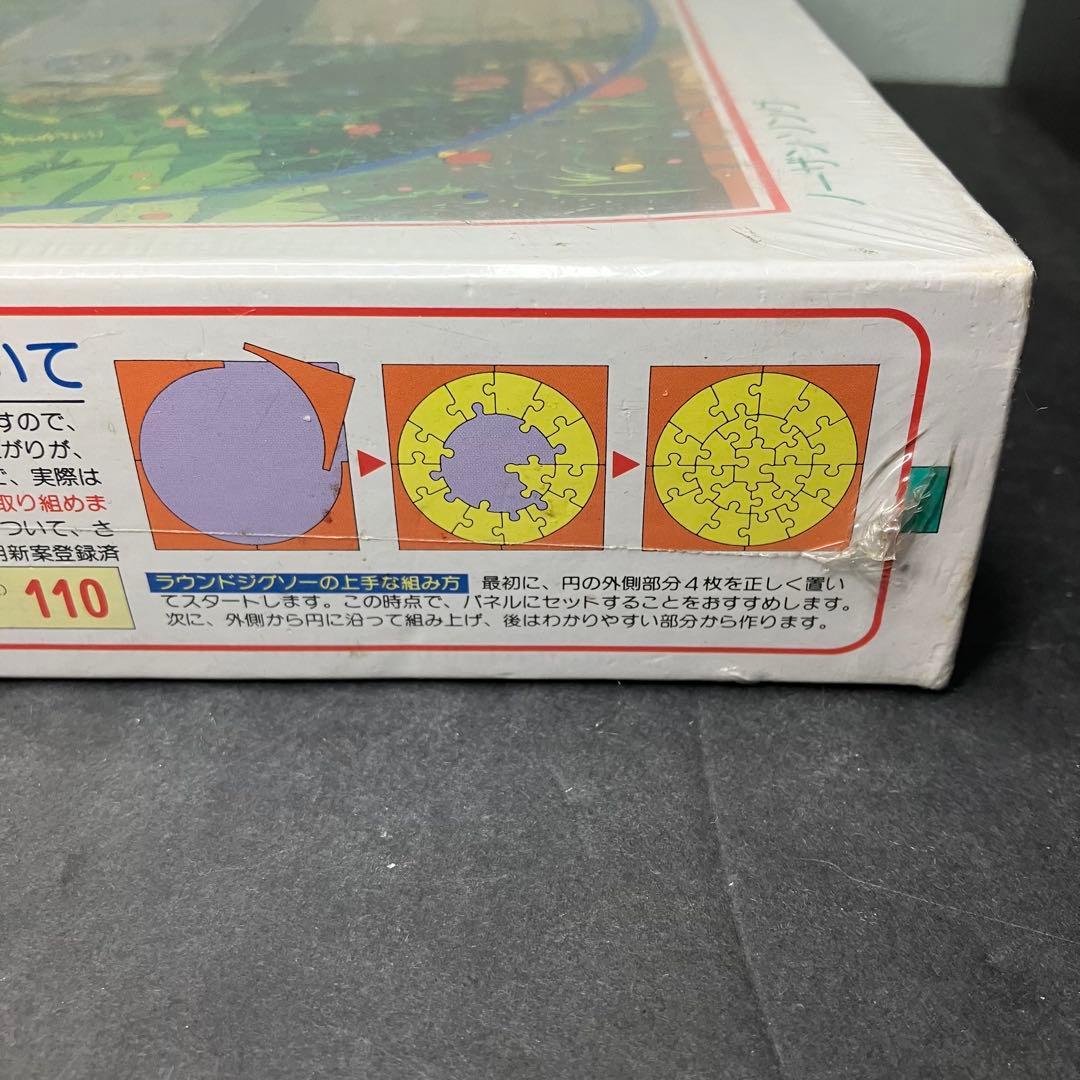 ノーザンソング
いて
すので、
がりが、
、実際は
取り組めま
ついて、さ
用新案登録済
110
ラウンドジグソーの上手な組み方 最初に、円の外側部分4枚を正しく置い
てスタートします。この時点で、パネルにセットすることをおすすめします。
次に、外側から円に沿って組み上げ、後はわかりやすい部分から作ります。